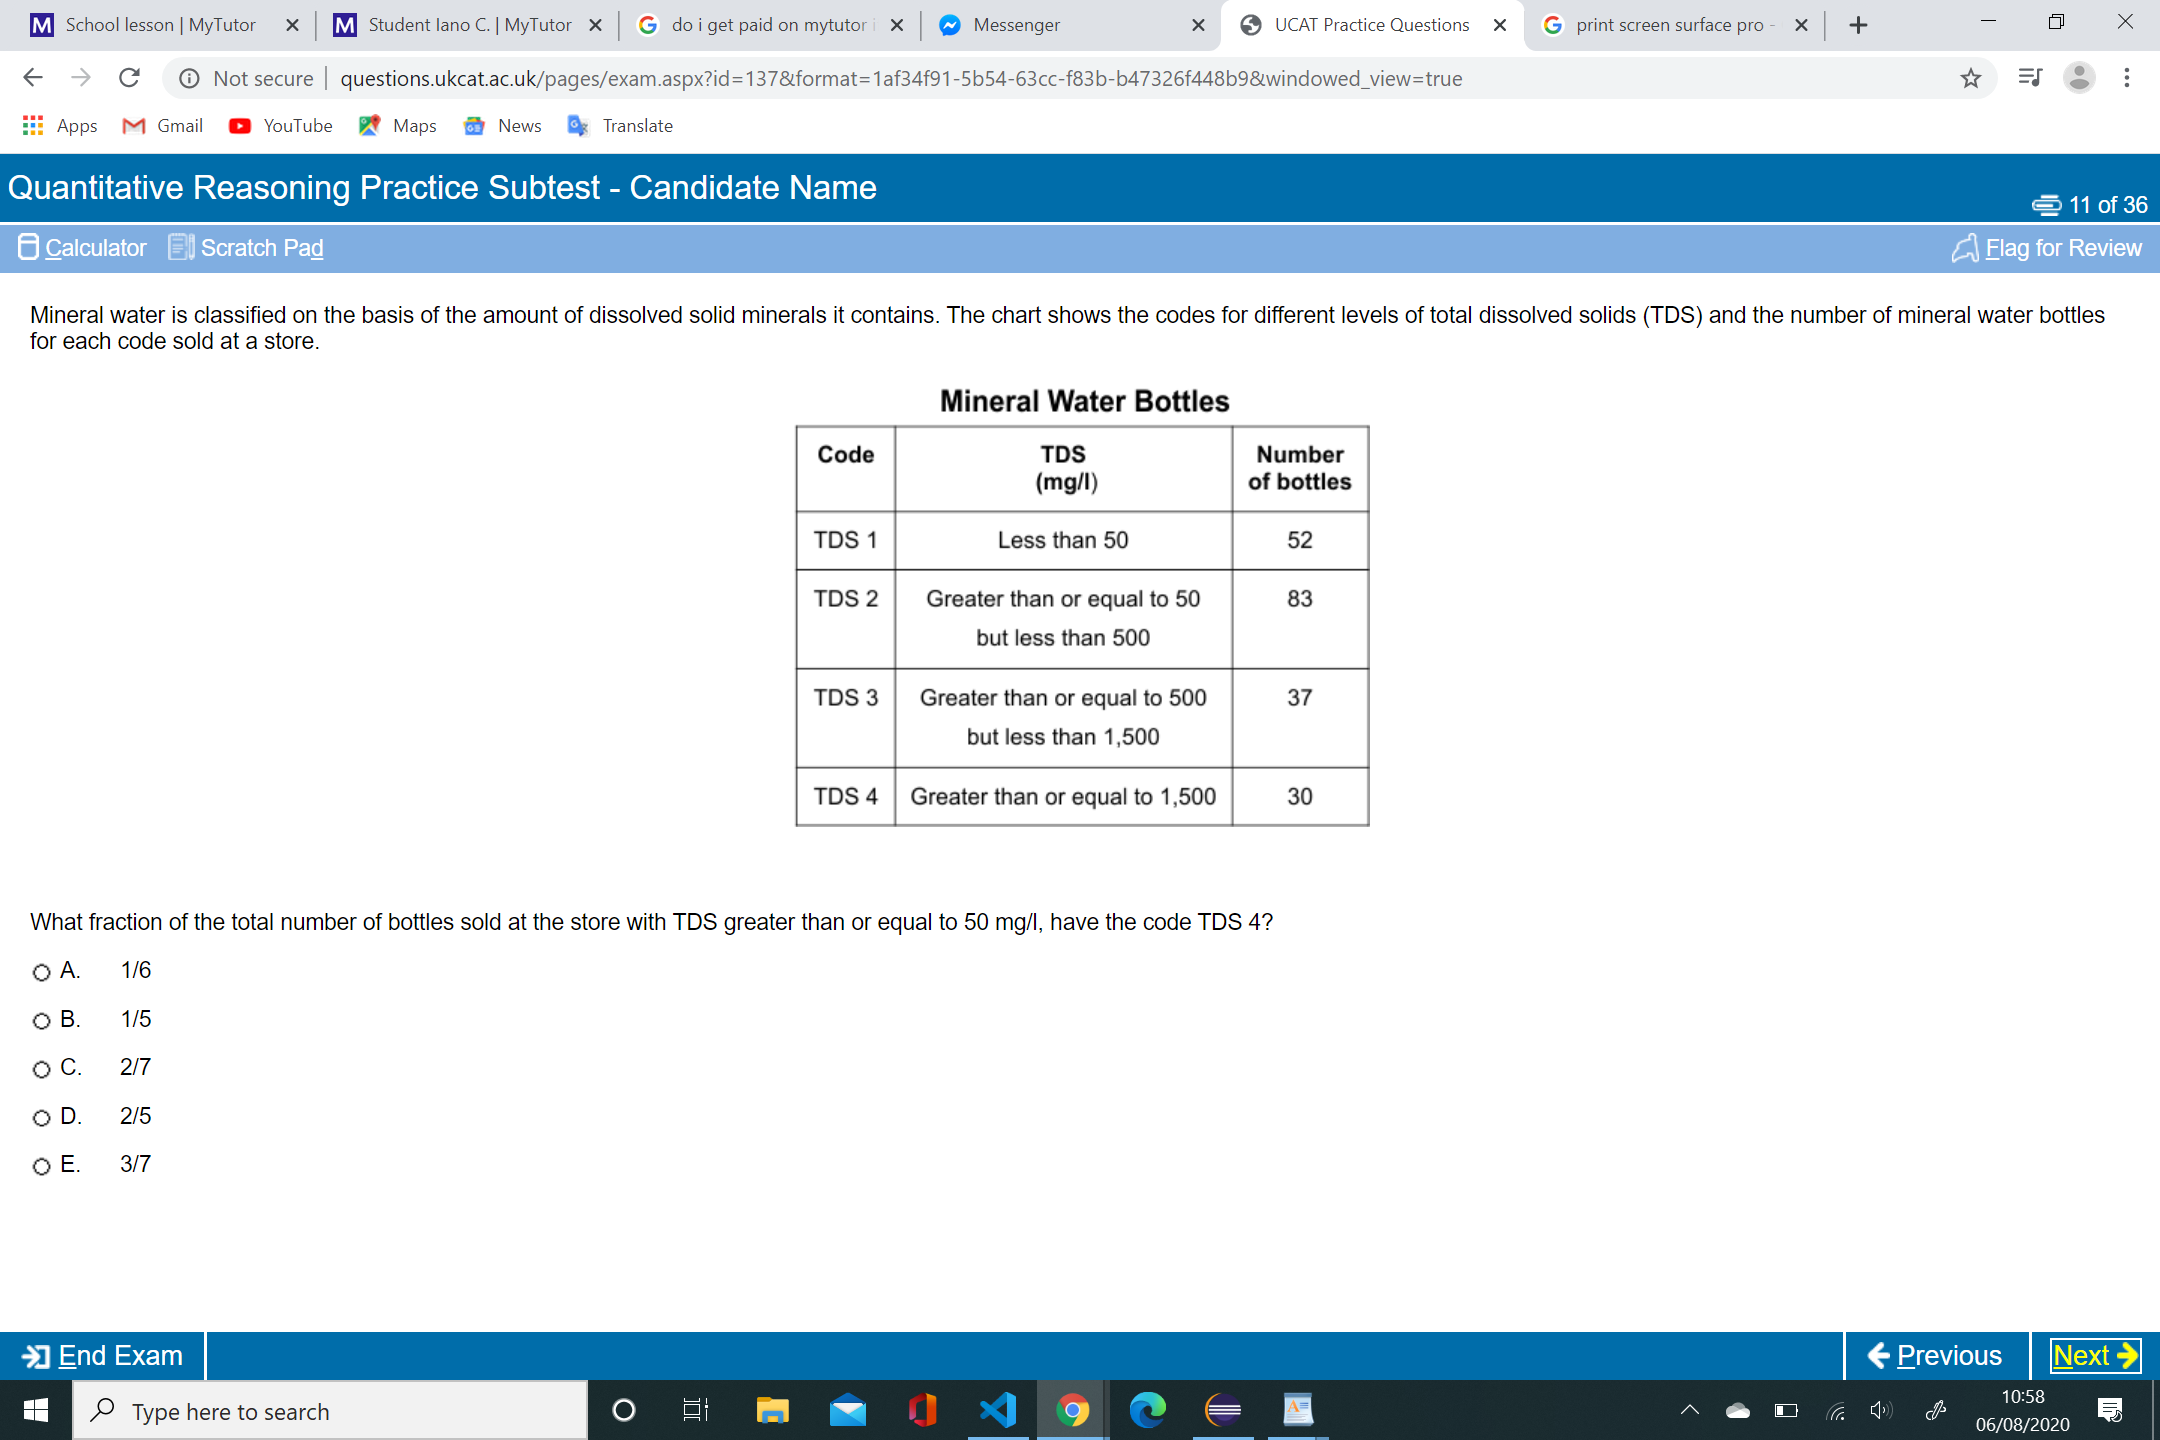 School lesson | MyTutor
Student Iano C. | MyTutor
do i get paid on mytutor
Messenger
UCAT Practice Questions
print screen surface pro -
Not secure
questions.ukcat.ac.uk/pages/exam.aspx?id=137&format=1af34f91-5b54-63cc-f83b-b47326f448b9&windowed_view=true
Apps
Gmail
YouTube
Maps
News
Translate
Quantitative Reasoning Practice Subtest - Candidate Name
11 of 36
Calculator
Scratch Pad
Flag for Review
Mineral water is classified on the basis of the amount of dissolved solid minerals it contains. The chart shows the codes for different levels of total dissolved solids (TDS) and the number of mineral water bottles
for each code sold at a store.
Mineral Water Bottles
Code
TDS
(mg/l)
Number
of bottles
TDS 1
Less than 50
52
TDS 2
Greater than or equal to 50
but less than 500
83
TDS 3
Greater than or equal to 500
but less than 1,500
37
TDS 4
Greater than or equal to 1,500
30
What fraction of the total number of bottles sold at the store with TDS greater than or equal to 50 mg/l, have the code TDS 4?
A. 1/6
B. 1/5
C. 2/7
D. 2/5
E. 3/7
End Exam
Previous
Next
Type here to search
10:58
06/08/2020